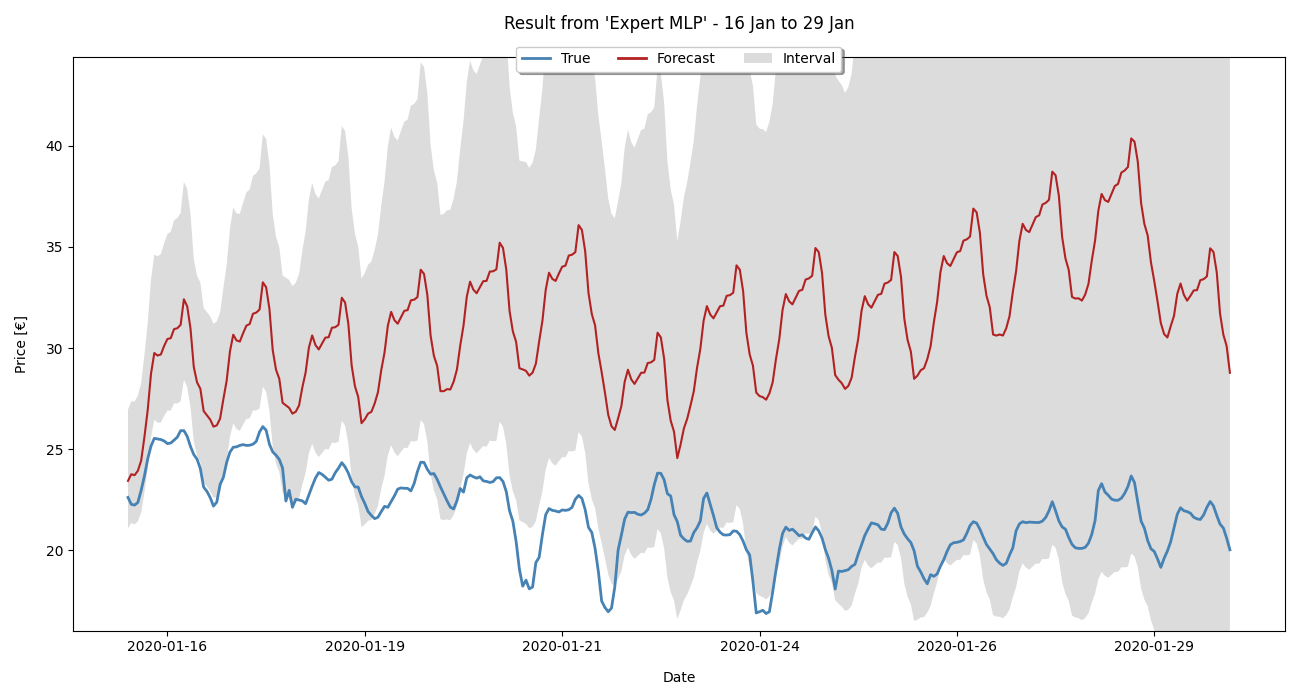 Result from 'Expert MLP' - 16 Jan to 29 Jan
True Forecast Interval
40
35
30
25
20
Price [€]
2020-01-16 2020-01-19 2020-01-21 2020-01-24 2020-01-26 2020-01-29
Date